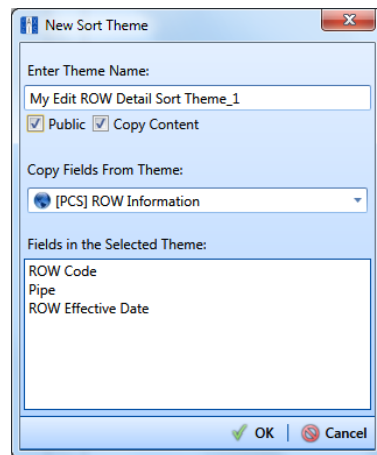 New Sort Theme
Enter Theme Name:
My Edit ROW Detail Sort Theme_1
Public Copy Content
Copy Fields From Theme:
[PCS] ROW Information
Fields in the Selected Theme:
ROW Code
Pipe
ROW Effective Date
OK | Cancel